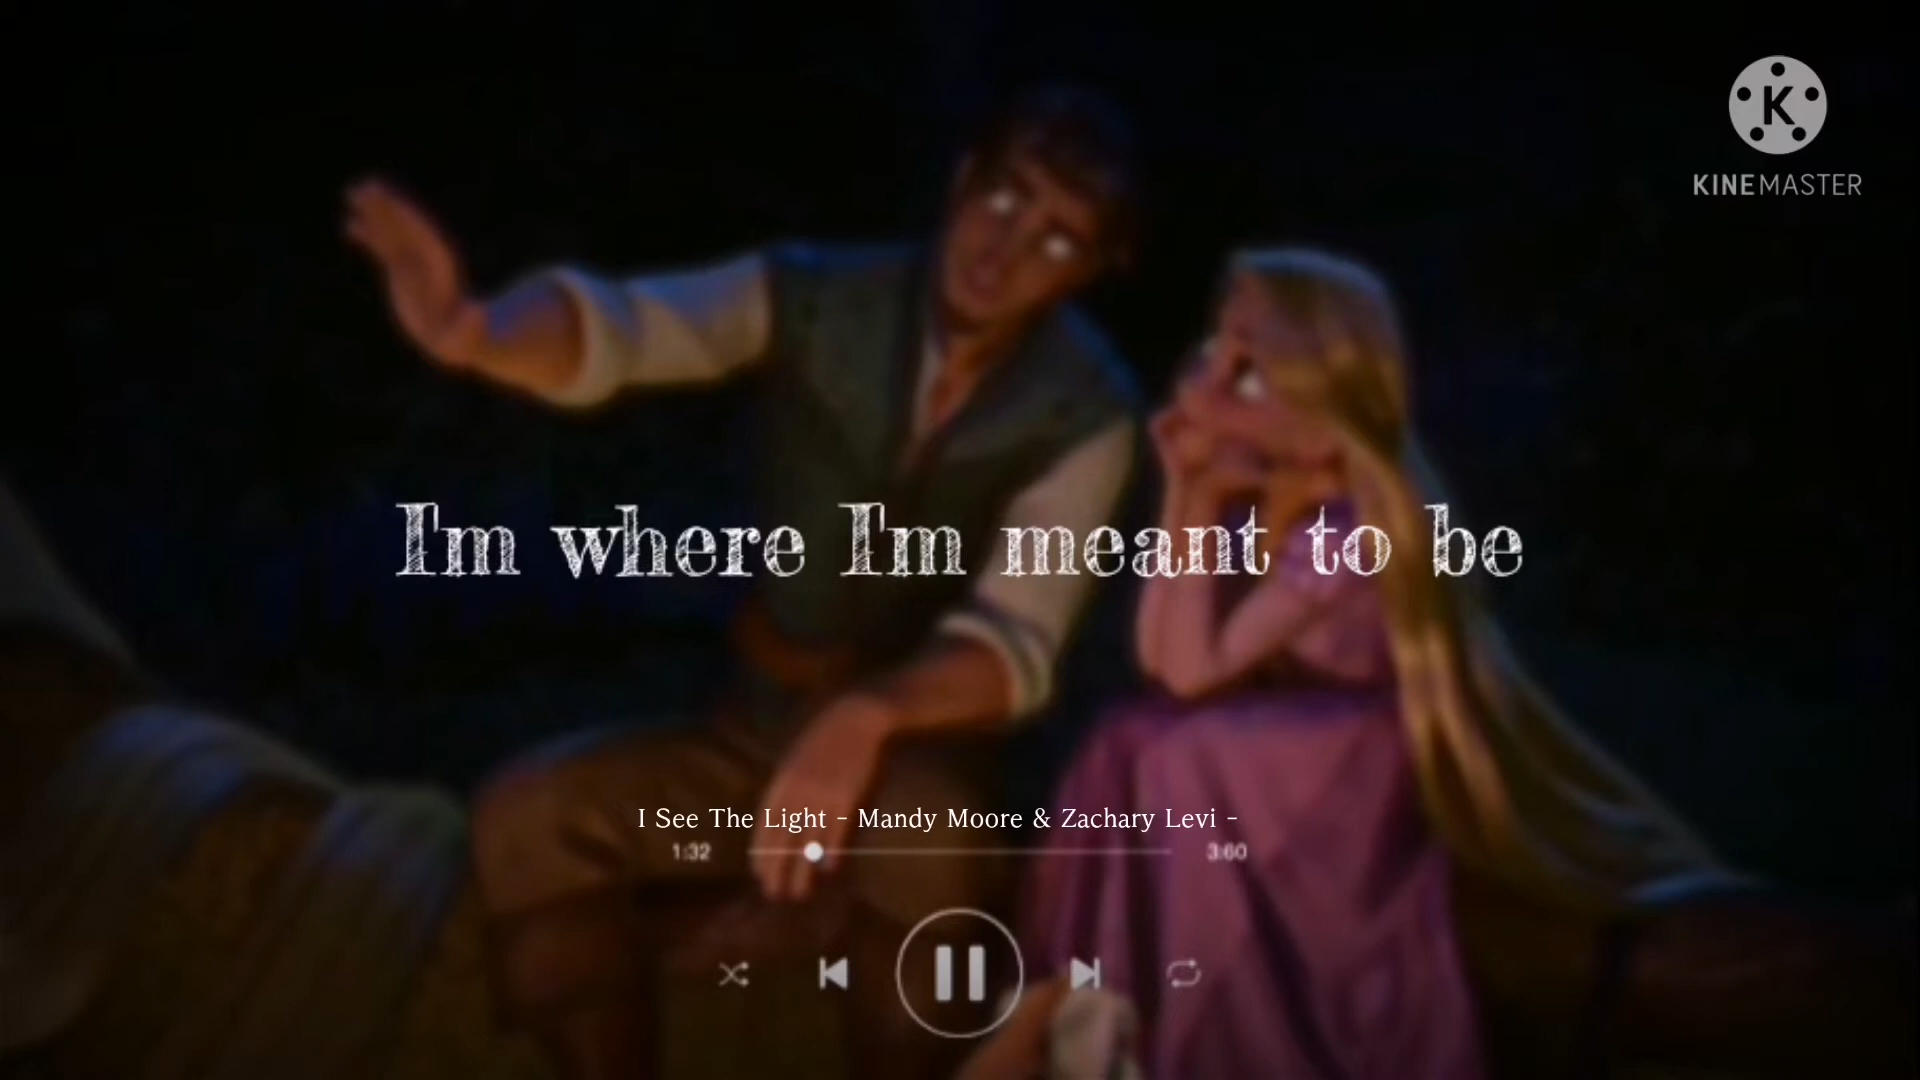 K
KINEMASTER
I'm where I'm meant to be
I See The Light - Mandy Moore & Zachary Levi -
1:32 3:60